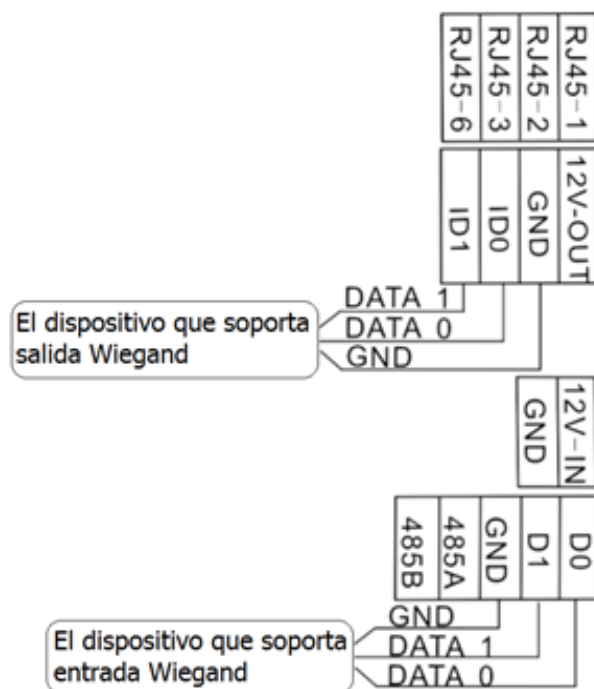 RJ45-6
RJ45-3
RJ45-2
RJ45-1
ID1
ID0
GND
12V-OUT
DATA 1
DATA 0
GND
El dispositivo que soporta
salida Wiegand
GND
12V-IN
485B
485A
GND
D1
D0
GND
DATA 1
DATA 0
El dispositivo que soporta
entrada Wiegand